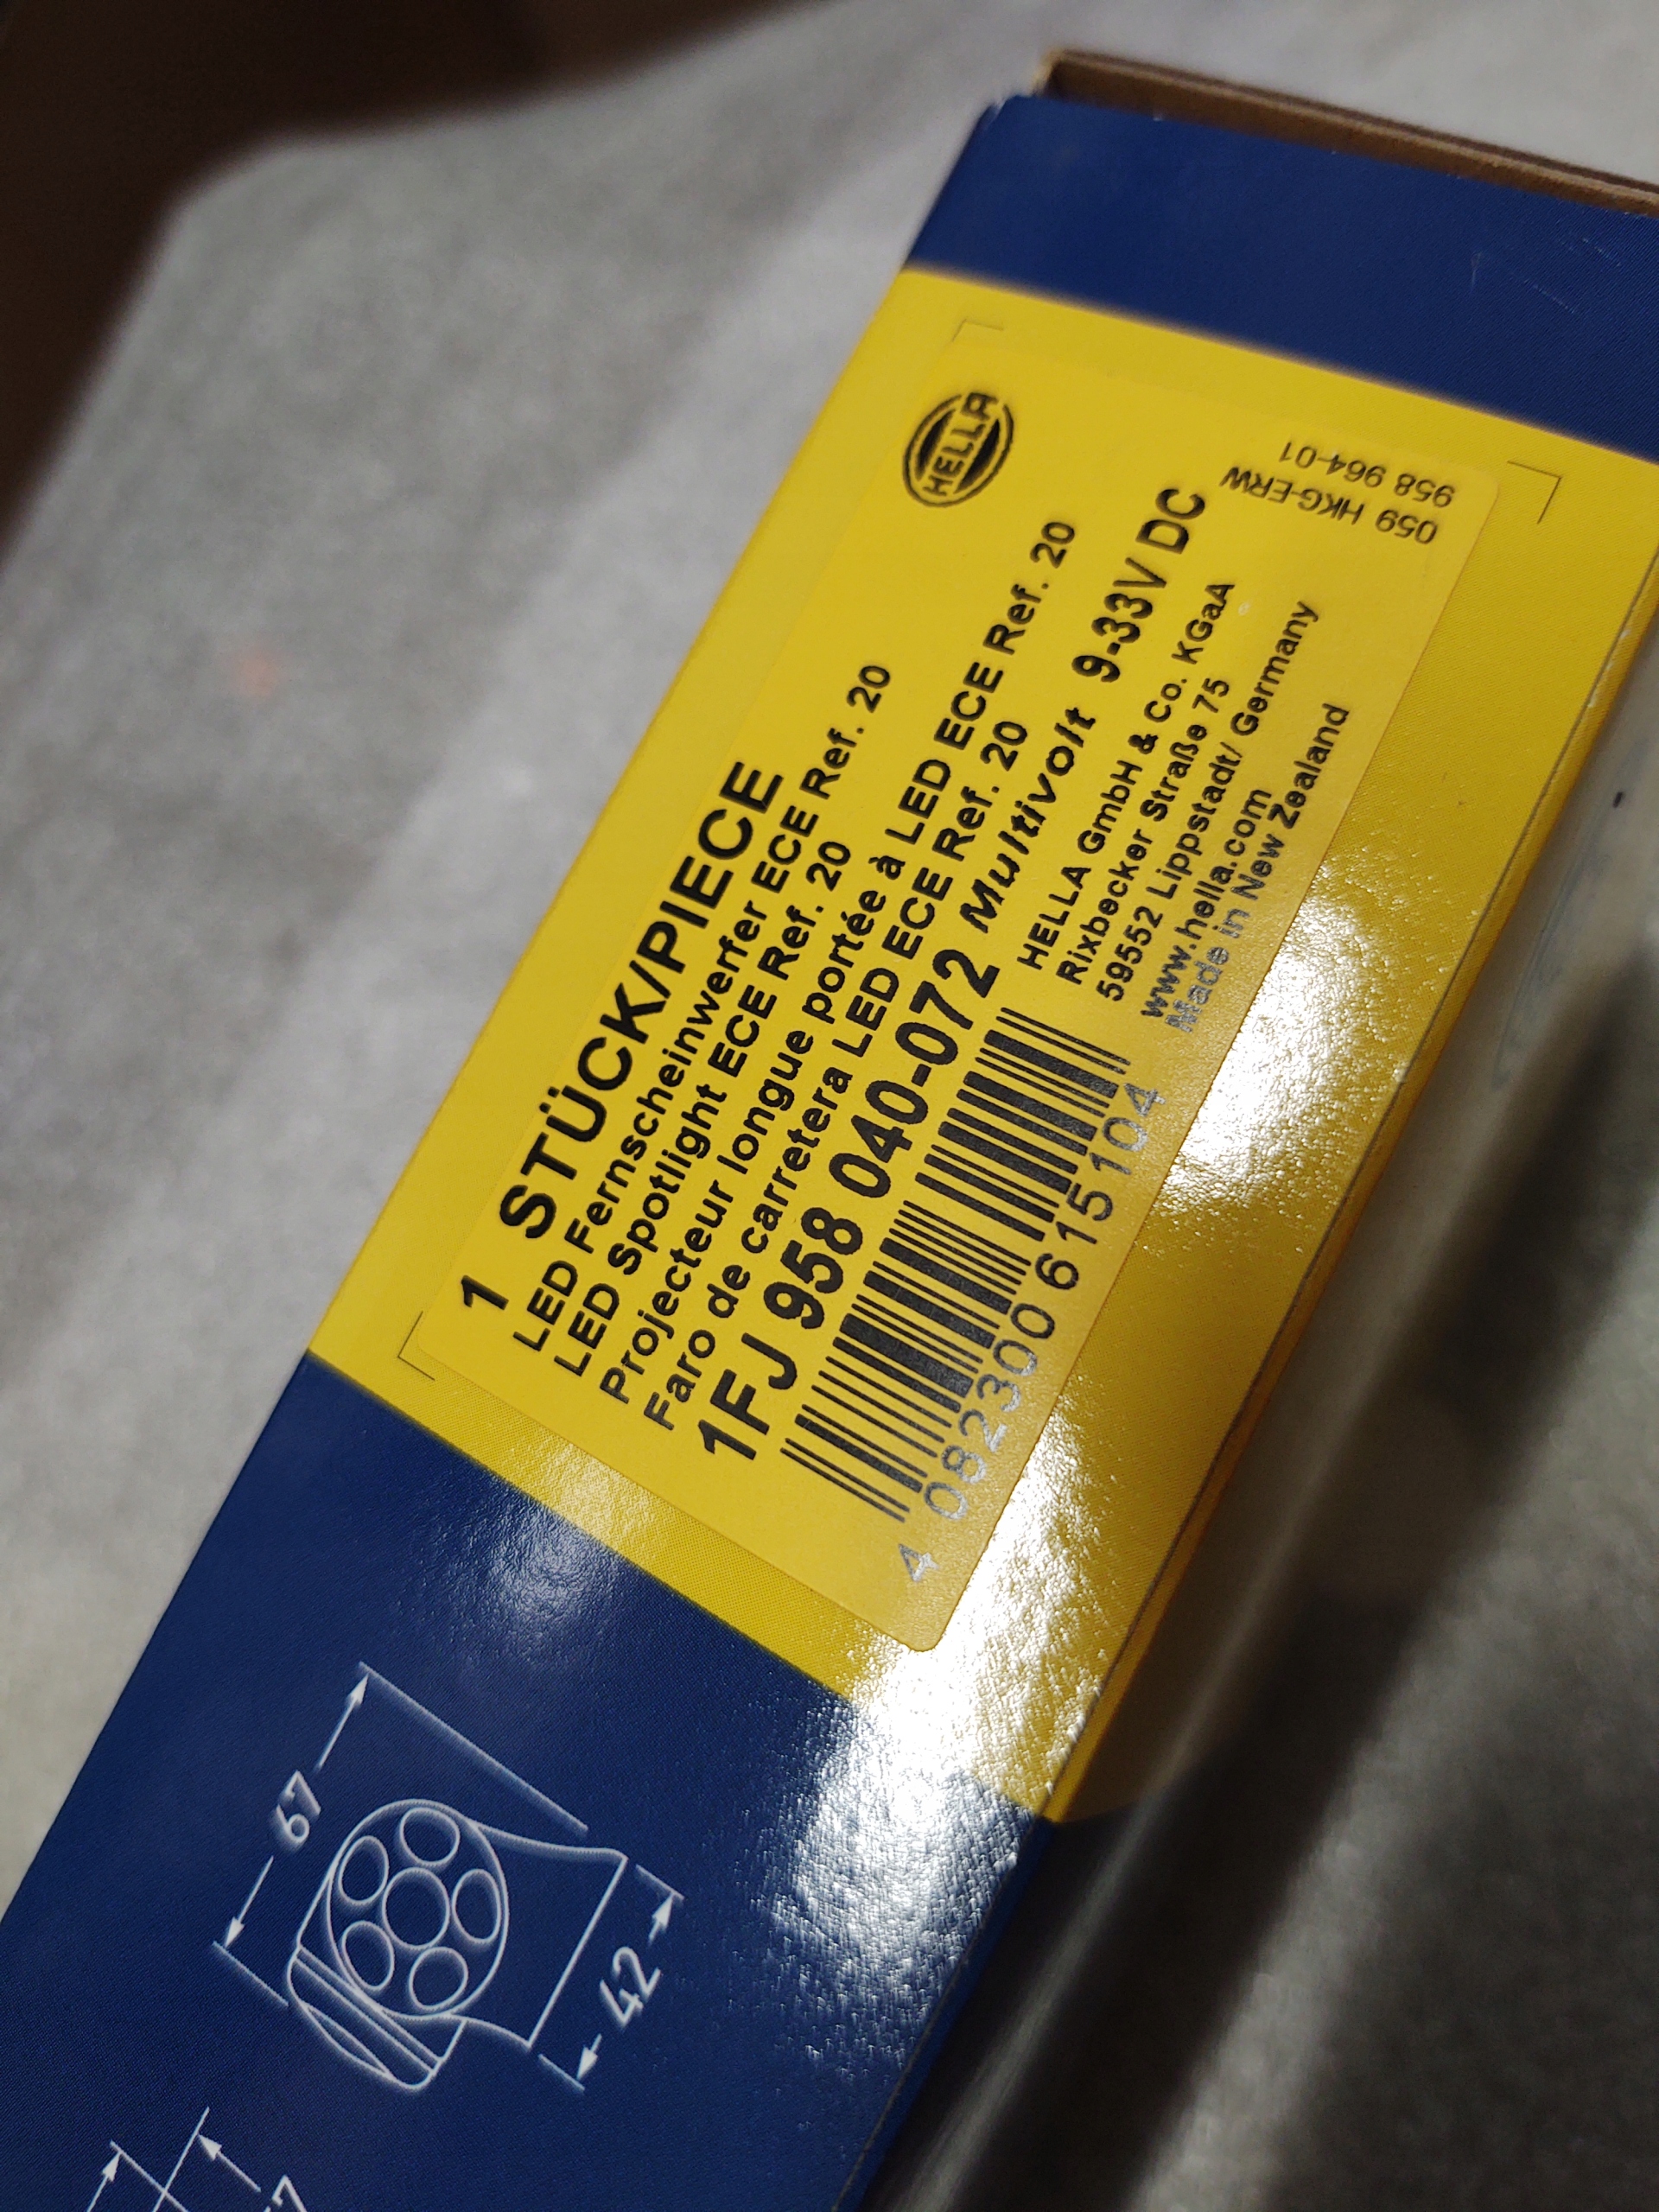 HELLA
1 STÜCK/PIECE
LED Fernscheinwerfer ECE Ref. 20
LED Spotlight ECE Ref. 20
Projecteur longue portée à LED ECE Ref. 20
Faro de carretera LED ECE Ref. 20
1FJ 958 040-072 Multivolt 9-33V DC
HELLA GmbH & Co. KGaA
Rixbecker Straße 75
59552 Lippstadt/ Germany
www.hella.com
Made in New Zealand
4 082300 615104
059 HKG-ERW
958 964-01
67
42